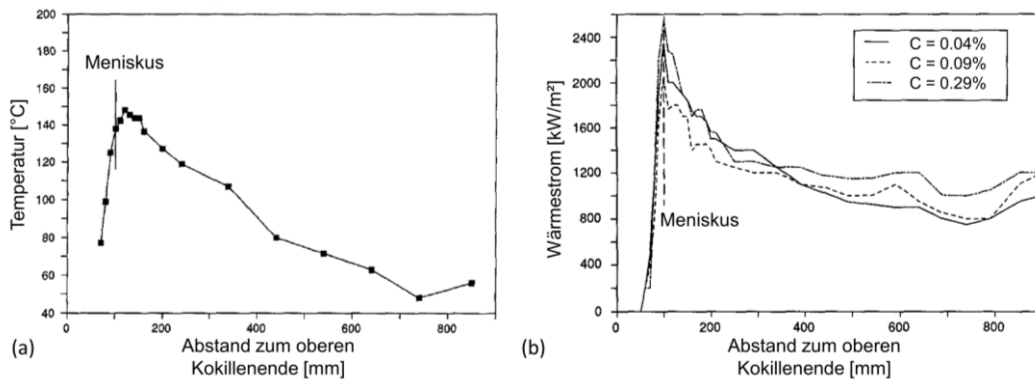 200
180
160
140
120
100
80
60
40
Temperatur [°C]
Meniskus
0 200 400 600 800
(a)
Abstand zum oberen
Kokillenende [mm]
2400
2000
1600
1200
800
400
0
Wärmestrom [kW/m²]
C = 0.04%
C = 0.09%
C = 0.29%
Meniskus
0 200 400 600 800
(b)
Abstand zum oberen
Kokillenende [mm]